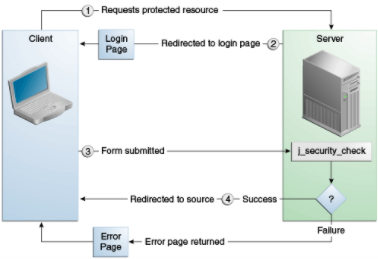 1 Requests protected resource
Client
Login
Page
Redirected to login page 2
Server
3 Form submitted
j_security_check
Redirected to source 4 Success
?
Failure
Error
Page
Error page returned